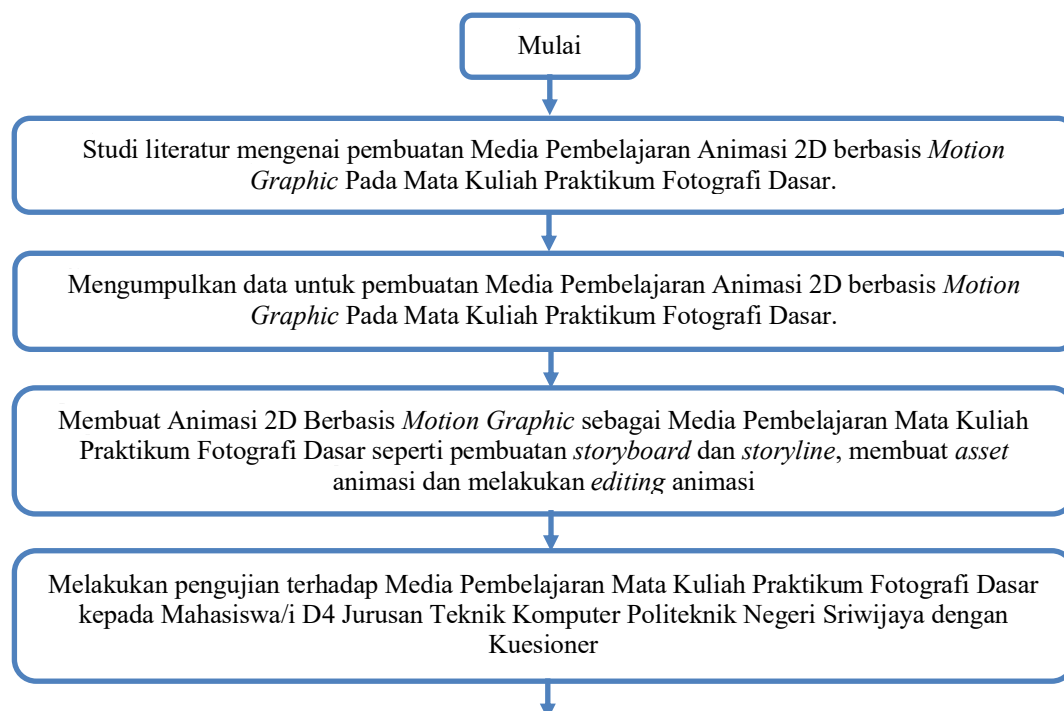 Mulai
Studi literatur mengenai pembuatan Media Pembelajaran Animasi 2D berbasis Motion
Graphic Pada Mata Kuliah Praktikum Fotografi Dasar.
Mengumpulkan data untuk pembuatan Media Pembelajaran Animasi 2D berbasis Motion
Graphic Pada Mata Kuliah Praktikum Fotografi Dasar.
Membuat Animasi 2D Berbasis Motion Graphic sebagai Media Pembelajaran Mata Kuliah
Praktikum Fotografi Dasar seperti pembuatan storyboard dan storyline, membuat asset
animasi dan melakukan editing animasi
Melakukan pengujian terhadap Media Pembelajaran Mata Kuliah Praktikum Fotografi Dasar
kepada Mahasiswa/i D4 Jurusan Teknik Komputer Politeknik Negeri Sriwijaya dengan
Kuesioner